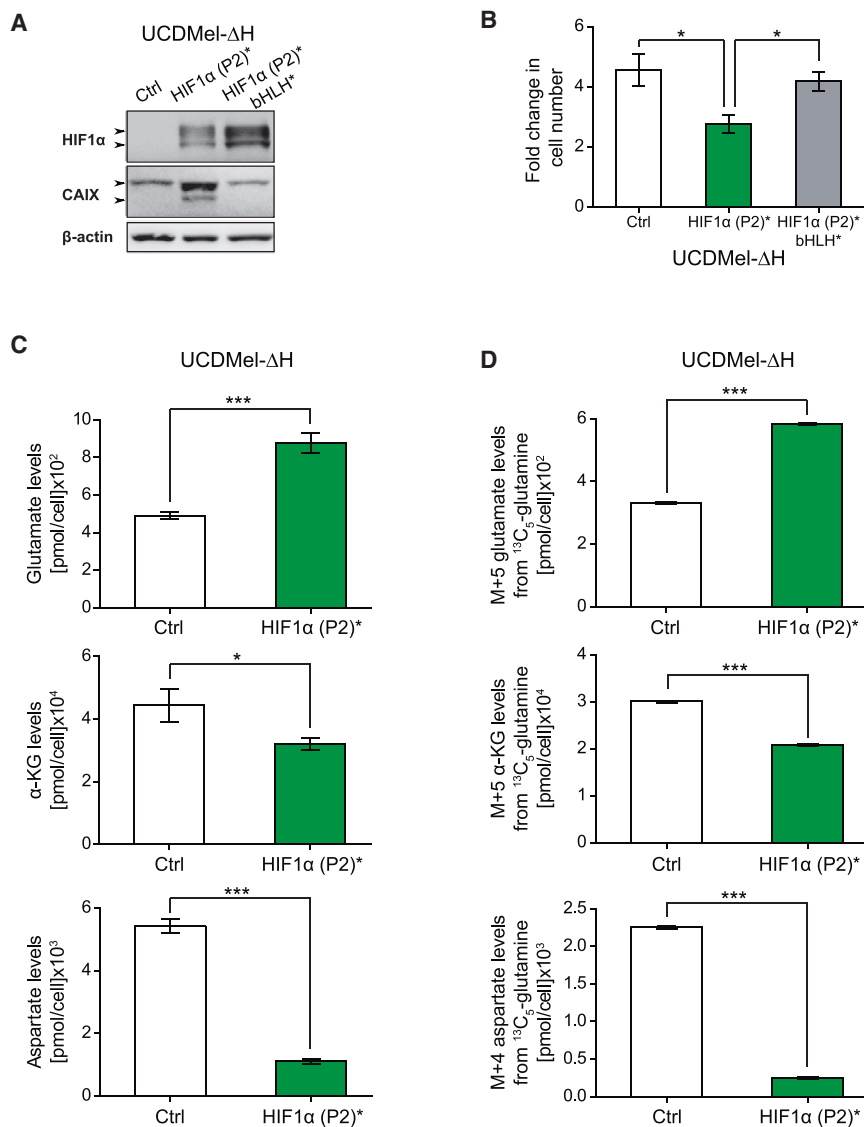 A
UCDMel-ΔH
Ctrl
HIF1α (P2)*
HIF1α (P2)*
bHLH*
HIF1α
CAIX
β-actin
B
Fold change in
cell number
6
4
2
0
*
*
Ctrl
HIF1α (P2)*
HIF1α (P2)*
bHLH*
UCDMel-ΔH
C
UCDMel-ΔH
Glutamate levels
[pmol/cell]x10²
10
8
6
4
2
0
***
Ctrl
HIF1α (P2)*
α-KG levels
[pmol/cell]x10⁴
6
4
2
0
*
Ctrl
HIF1α (P2)*
Aspartate levels
[pmol/cell]x10³
6
4
2
0
***
Ctrl
HIF1α (P2)*
D
UCDMel-ΔH
M+5 glutamate levels
from ¹³C₅-glutamine
[pmol/cell]x10²
6
4
2
0
***
Ctrl
HIF1α (P2)*
M+5 α-KG levels
from ¹³C₅-glutamine
[pmol/cell]x10⁴
4
3
2
1
0
***
Ctrl
HIF1α (P2)*
M+4 aspartate levels
from ¹³C₅-glutamine
[pmol/cell]x10³
2.5
2.0
1.5
1.0
0.5
0.0
***
Ctrl
HIF1α (P2)*